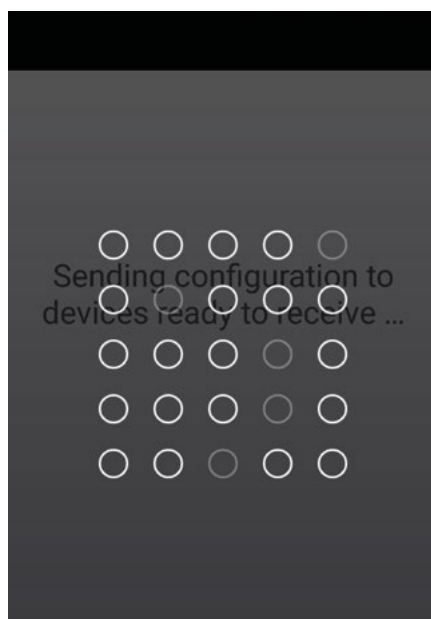 Sending configuration to
devices ready to receive ...